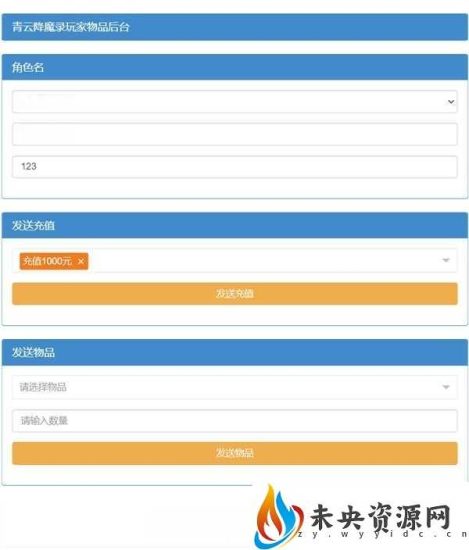 青云降魔录玩家物品后台
角色名
123
发送充值
充值1000元 ×
发送充值
发送物品
请选择物品
请输入数量
发送物品
未央资源网
zy.wyyidc.cn